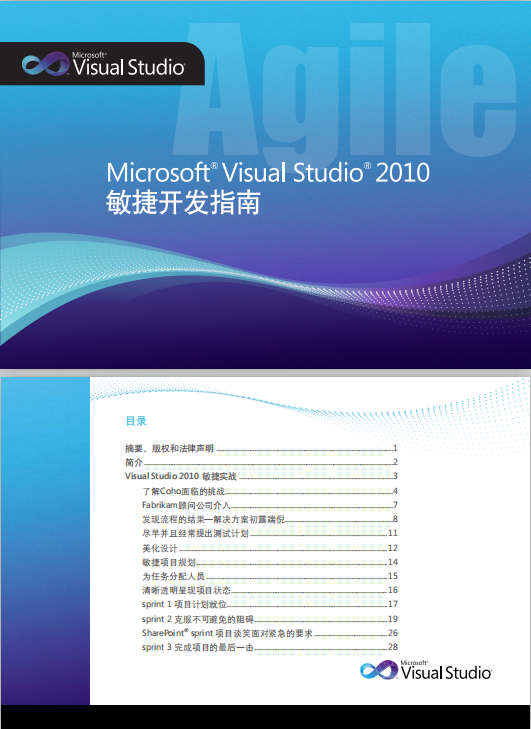 Agile
Microsoft®
Visual Studio®
Microsoft® Visual Studio® 2010
敏捷开发指南
目录
摘要、版权和法律声明 1
简介 2
Visual Studio 2010 敏捷实战 3
了解Coho面临的挑战 4
Fabrikam顾问公司介入 7
发现流程的结果—解决方案初露端倪 8
尽早并且经常提出测试计划 11
美化设计 12
敏捷项目规划 14
为任务分配人员 15
清晰透明呈现项目状态 16
sprint 1 项目计划就位 17
sprint 2 克服不可避免的阻碍 19
SharePoint® sprint 项目谈笑面对紧急的要求 26
sprint 3 完成项目的最后一击 28
Microsoft®
Visual Studio®